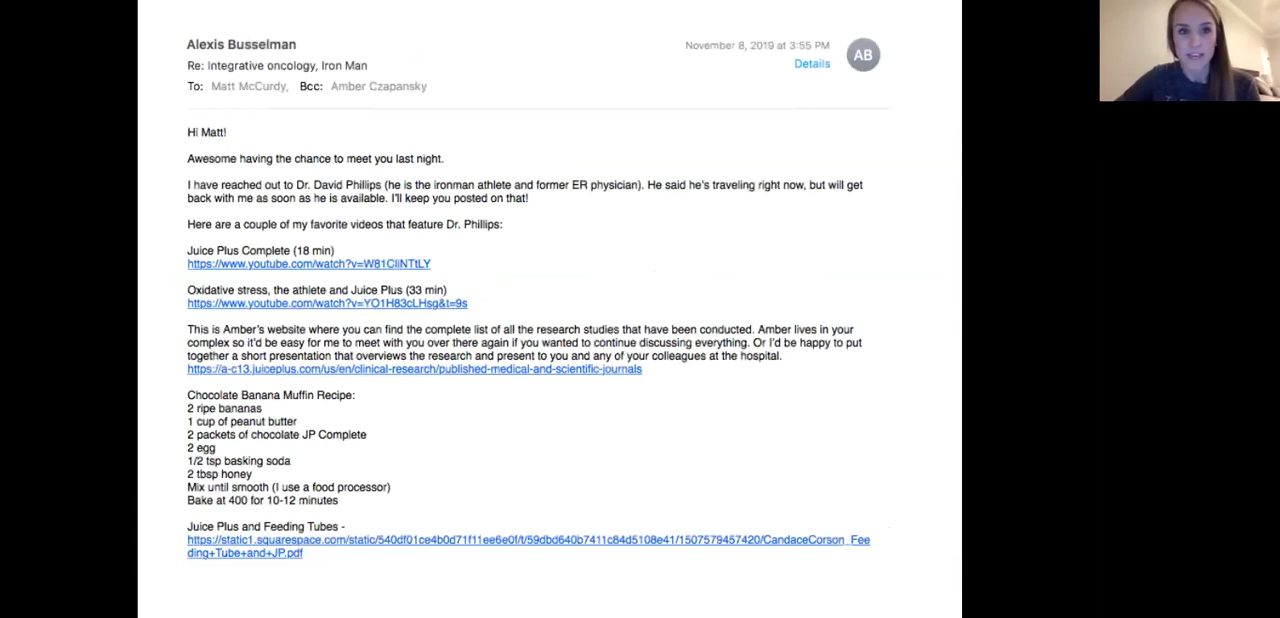 Alexis Busselman
November 8, 2019 at 3:55 PM
AB
Re: Integrative oncology, Iron Man
Details
To: Matt McCurdy, Bcc: Amber Czapansky
Hi Matt!
Awesome having the chance to meet you last night.
I have reached out to Dr. David Phillips (he is the ironman athlete and former ER physician). He said he's traveling right now, but will get
back with me as soon as he is available. I'll keep you posted on that!
Here are a couple of my favorite videos that feature Dr. Phillips:
Juice Plus Complete (18 min)
https://www.youtube.com/watch?v=W81CliNTtLY
Oxidative stress, the athlete and Juice Plus (33 min)
https://www.youtube.com/watch?v=YO1H83cLHsg&t=9s
This is Amber's website where you can find the complete list of all the research studies that have been conducted. Amber lives in your
complex so it'd be easy for me to meet with you over there again if you wanted to continue discussing everything. Or I'd be happy to put
together a short presentation that overviews the research and present to you and any of your colleagues at the hospital.
https://a-c13.juiceplus.com/us/en/clinical-research/published-medical-and-scientific-journals
Chocolate Banana Muffin Recipe:
2 ripe bananas
1 cup of peanut butter
2 packets of chocolate JP Complete
2 egg
1/2 tsp basking soda
2 tbsp honey
Mix until smooth (I use a food processor)
Bake at 400 for 10-12 minutes
Juice Plus and Feeding Tubes -
https://static1.squarespace.com/static/540df01ce4b0d71f11ee6e0f/t/59dbd640b7411c84d5108e41/1507579457420/CandaceCorson_Fee
ding+Tube+and+JP.pdf